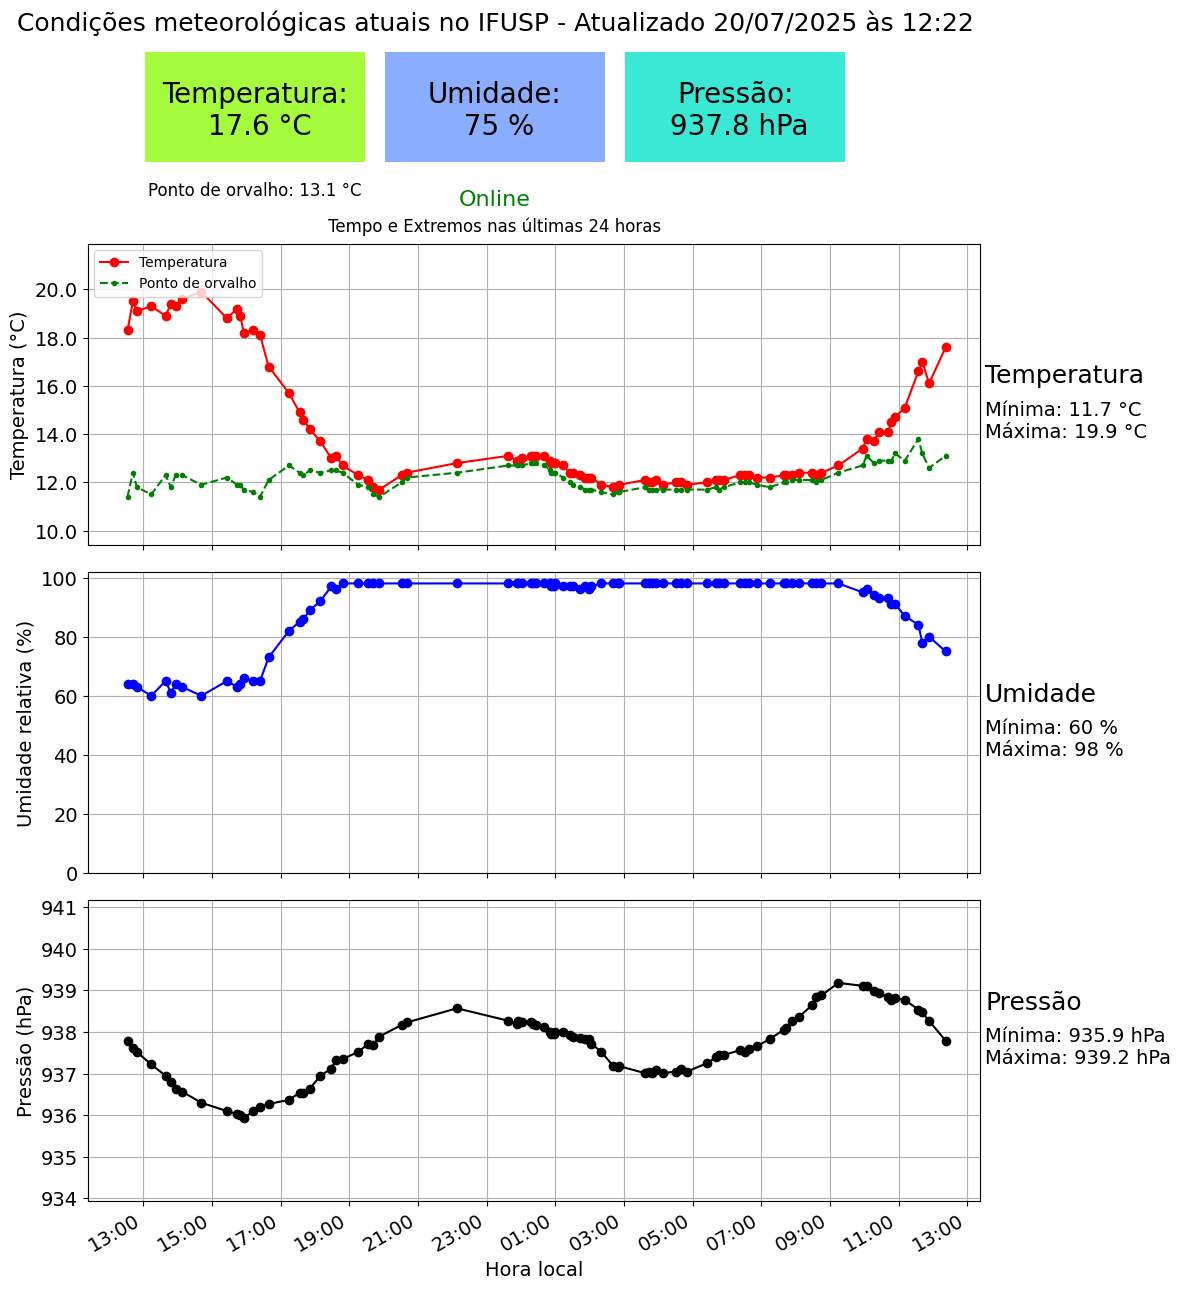 Condições meteorológicas atuais no IFUSP - Atualizado 20/07/2025 às 12:22
Temperatura:
17.6 °C
Umidade:
75 %
Pressão:
937.8 hPa
Ponto de orvalho: 13.1 °C
Online
Tempo e Extremos nas últimas 24 horas
Temperatura
Ponto de orvalho
Temperatura (°C)
20.0
18.0
16.0
14.0
12.0
10.0
Temperatura
Mínima: 11.7 °C
Máxima: 19.9 °C
Umidade relativa (%)
100
80
60
40
20
0
Umidade
Mínima: 60 %
Máxima: 98 %
Pressão (hPa)
941
940
939
938
937
936
935
934
Pressão
Mínima: 935.9 hPa
Máxima: 939.2 hPa
13:00 15:00 17:00 19:00 21:00 23:00 01:00 03:00 05:00 07:00 09:00 11:00 13:00
Hora local